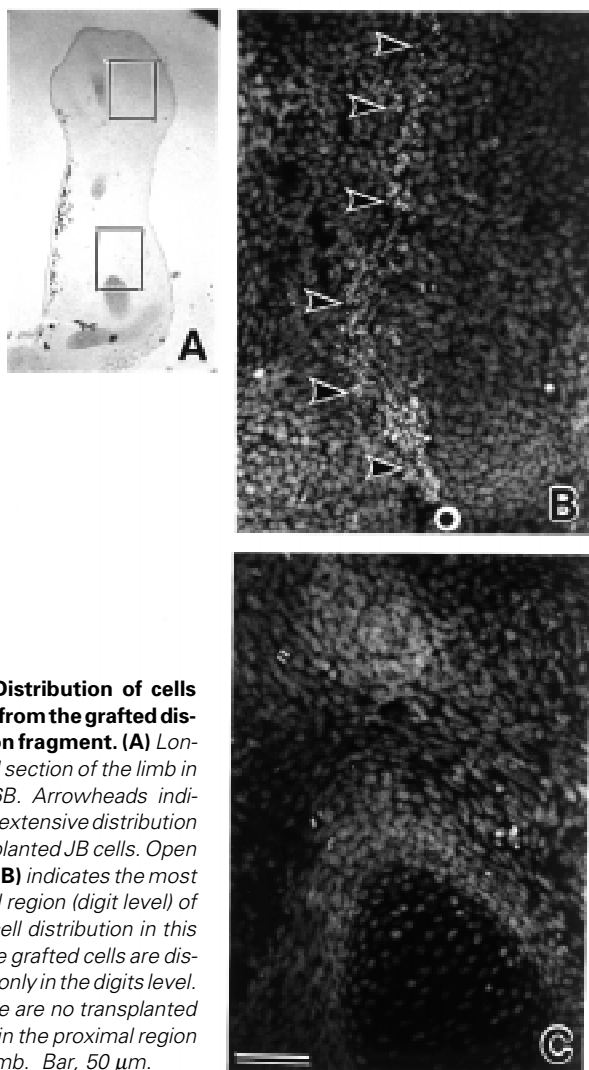 A
B
C
Distribution of cells
from the grafted dis-
on fragment. (A) Lon-
l section of the limb in
6B. Arrowheads indi-
extensive distribution
planted JB cells. Open
(B) indicates the most
l region (digit level) of
ell distribution in this
e grafted cells are dis-
only in the digits level.
e are no transplanted
in the proximal region
mb. Bar, 50 µm.